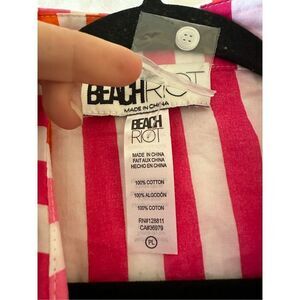 BEACH RIOT
MADE IN CHINA
BEACH
RIOT
MADE IN CHINA
FAIT AUX CHINA
HECHO EN CHINA
100% COTTON
100% ALGODÓN
100% COTON
RN#128811
CA#36979
PL